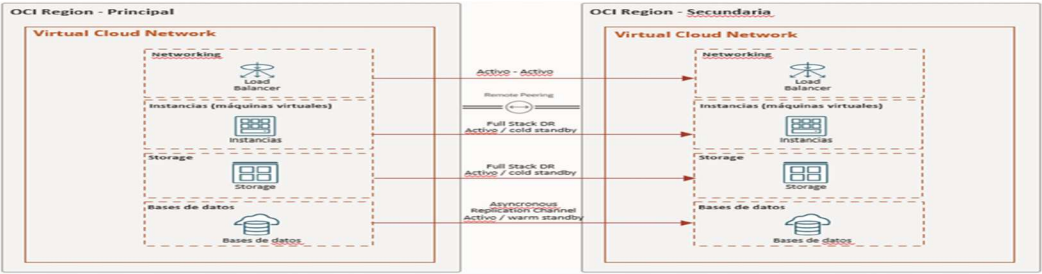 OCI Region - Principal
Virtual Cloud Network
Networking
Load
Balancer
Instancias (máquinas virtuales)
Instancias
Storage
Storage
Bases de datos
Bases de datos
Activo - Activo
Remote Peering
Full Stack DR
Activo / cold standby
Full Stack DR
Activo / cold standby
Asyncronous
Replication Channel
Activo / warm standby
OCI Region - Secundaria
Virtual Cloud Network
Networking
Load
Balancer
Instancias (máquinas virtuales)
Instancias
Storage
Storage
Bases de datos
Bases de datos